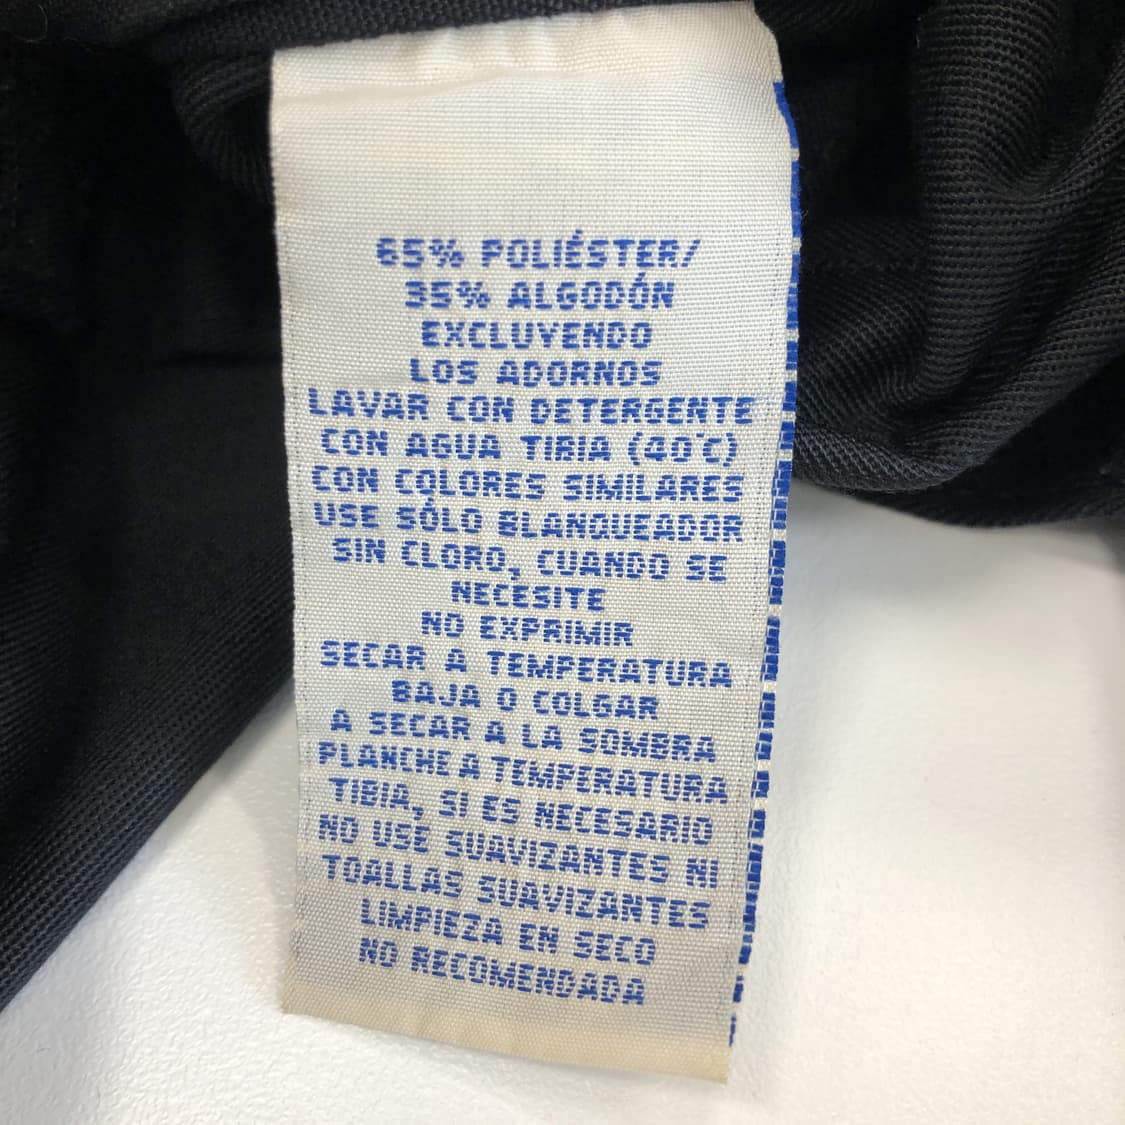 65% POLIÉSTER/
35% ALGODÓN
EXCLUYENDO
LOS ADORNOS
LAVAR CON DETERGENTE
CON AGUA TIBIA (40°C)
CON COLORES SIMILARES
USE SÓLO BLANQUEADOR
SIN CLORO, CUANDO SE
NECESITE
NO EXPRIMIR
SECAR A TEMPERATURA
BAJA O COLGAR
A SECAR A LA SOMBRA
PLANCHE A TEMPERATURA
TIBIA, SI ES NECESARIO
NO USE SUAVIZANTES NI
TOALLAS SUAVIZANTES
LIMPIEZA EN SECO
NO RECOMENDADA